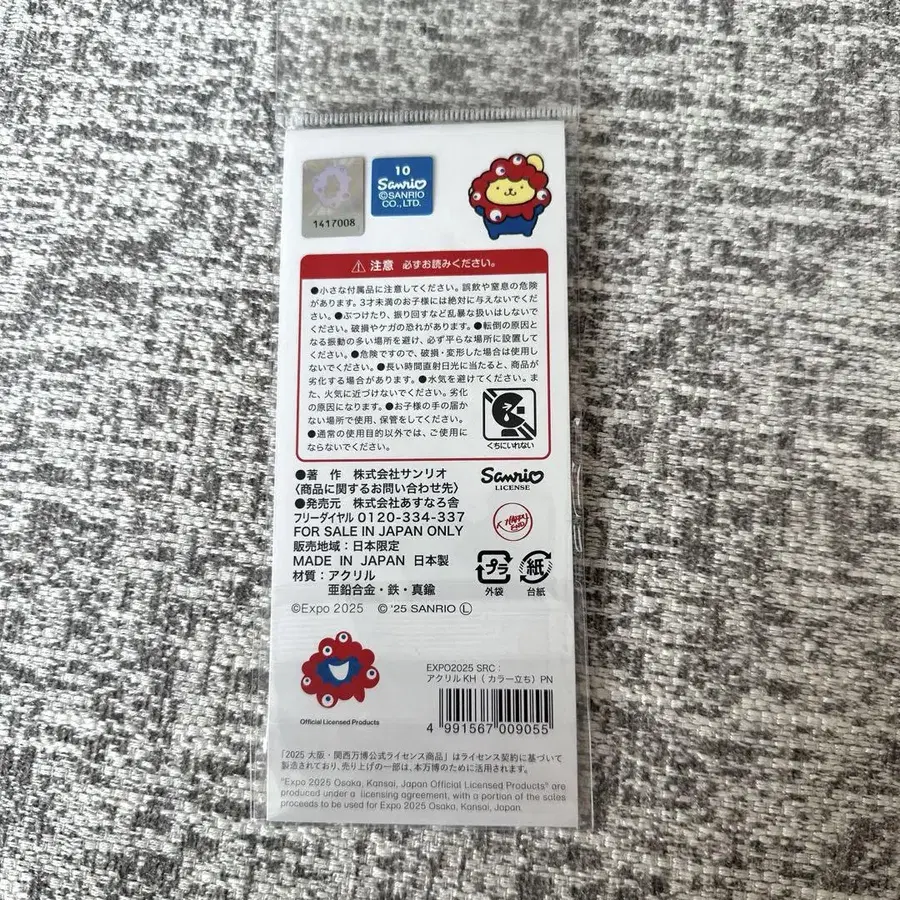 1417008
10
Sanrio
©SANRIO
CO., LTD.
⚠ 注意 必ずお読みください。
●小さな付属品に注意してください。誤飲や窒息の危険
があります。3才未満のお子様には絶対に与えないでくだ
さい。●ぶつけたり、振り回すなど乱暴な扱いはしないで
ください。破損やケガの恐れがあります。●転倒の原因と
なる振動の多い場所を避け、必ず平らな場所に設置して
ください。●危険ですので、破損・変形した場合は使用し
ないでください。●長い時間直射日光に当たると、商品が
劣化する場合があります。●水気を避けてください。ま
た、火気に近づけないでください。劣化
の原因になります。●お子様の手の届か
ない場所で使用、保管をしてください。
●通常の使用目的以外では、ご使用に
ならないでください。
くちにいれない
●著 作 株式会社サンリオ
〈商品に関するお問い合わせ先〉
●発売元 株式会社あすなろ舎
フリーダイヤル 0120-334-337
FOR SALE IN JAPAN ONLY
販売地域：日本限定
MADE IN JAPAN 日本製
材質：アクリル
亜鉛合金・鉄・真鍮
Sanrio
LICENSE
プラ
外袋
紙
台紙
©Expo 2025 © '25 SANRIO Ⓛ
Official Licensed Products
EXPO2025 SRC：
アクリルKH（カラー立ち）PN
4 991567 009055
「2025 大阪・関西万博公式ライセンス商品」はライセンス契約に基づいて
製造されており、売り上げの一部は、本万博のために活用されます。
"Expo 2025 Osaka, Kansai, Japan Official Licensed Products" are
produced under a licensing agreement, with a portion of the sales
proceeds to be used for Expo 2025 Osaka, Kansai, Japan.